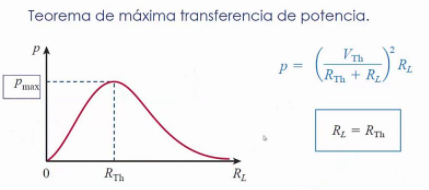 Teorema de máxima transferencia de potencia.
p
p = (V_Th / (R_Th + R_L))² R_L
P_max
R_L = R_Th
0 R_Th R_L